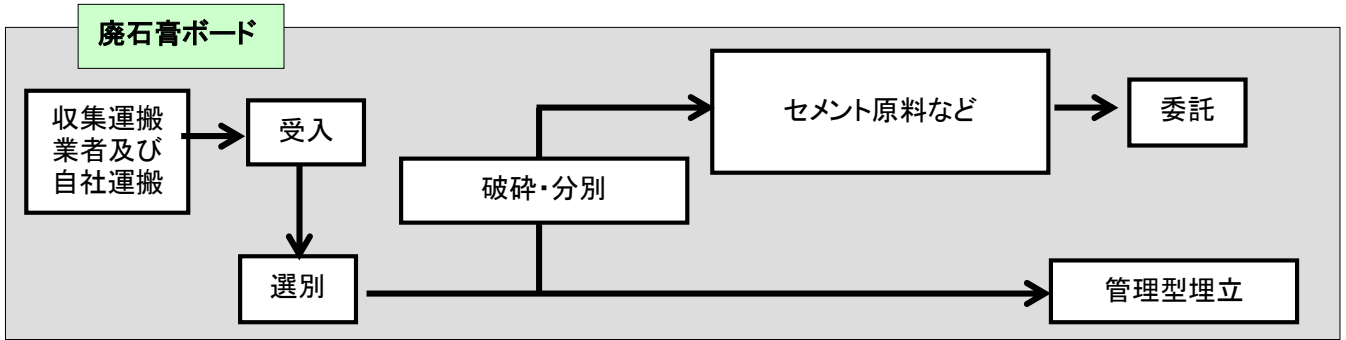 廃石膏ボード
収集運搬
業者及び
自社運搬
受入
破砕・分別
セメント原料など
委託
選別
管理型埋立